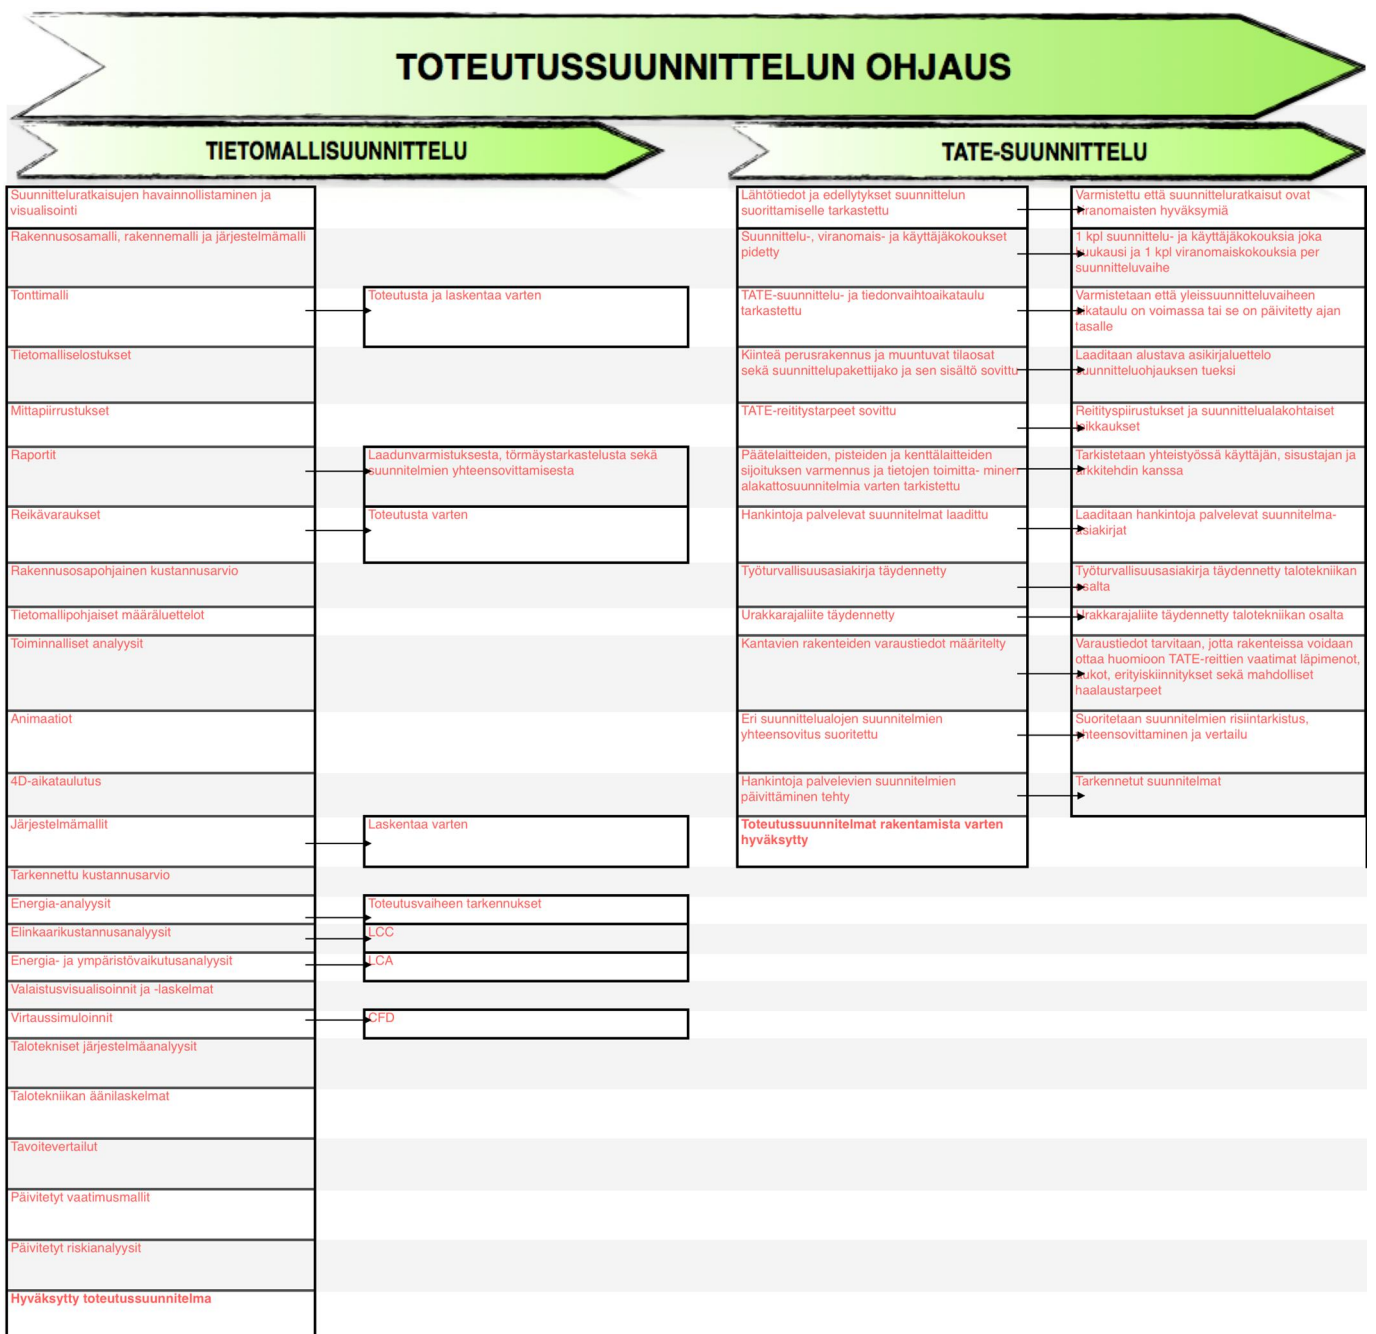 TOTEUTUSSUUNNITTELUN OHJAUS
TIETOMALLISUUNNITTELU
Suunnitteluratkaisujen havainnollistaminen ja
visualisointi
Rakennusosamalli, rakennemalli ja järjestelmämalli
Tonttimalli
Toteutusta ja laskentaa varten
Tietomalliselostukset
Mittapiirrustukset
Raportit
Laadunvarmistuksesta, törmäystarkastelusta sekä
suunnitelmien yhteensovittamisesta
Reikävaraukset
Toteutusta varten
Rakennusosapohjainen kustannusarvio
Tietomallipohjaiset määräluettelot
Toiminnalliset analyysit
Animaatiot
4D-aikataulutus
Järjestelmämallit
Laskentaa varten
Tarkennettu kustannusarvio
Energia-analyysit
Toteutusvaiheen tarkennukset
Elinkaarikustannusanalyysit
LCC
Energia- ja ympäristövaikutusanalyysit
LCA
Valaistusvisualisoinnit ja -laskelmat
Virtaussimuloinnit
CFD
Talotekniset järjestelmäanalyysit
Talotekniikan äänilaskelmat
Tavoitevertailut
Päivitetyt vaatimusmallit
Päivitetyt riskianalyysit
Hyväksytty toteutussuunnitelma
TATE-SUUNNITTELU
Lähtötiedot ja edellytykset suunnittelun
suorittamiselle tarkastettu
Varmistettu että suunnitteluratkaisut ovat
viranomaisten hyväksymiä
Suunnittelu-, viranomais- ja käyttäjäkokoukset
pidetty
1 kpl suunnittelu- ja käyttäjäkokouksia joka
kuukausi ja 1 kpl viranomaiskokouksia per
suunnitteluvaihe
TATE-suunnittelu- ja tiedonvaihtoaikataulu
tarkastettu
Varmistetaan että yleissuunnitteluvaiheen
aikataulu on voimassa tai se on päivitetty ajan
tasalle
Kiinteä perusrakennus ja muuntuvat tilaosat
sekä suunnittelupakettijako ja sen sisältö sovittu
Laaditaan alustava asikirjaluettelo
suunnitteluohjauksen tueksi
TATE-reititystarpeet sovittu
Reitityspiirustukset ja suunnittelualakohtaiset
leikkaukset
Päätelaitteiden, pisteiden ja kenttälaitteiden
sijoituksen varmennus ja tietojen toimitta- minen
alakattosuunnitelmia varten tarkistettu
Tarkistetaan yhteistyössä käyttäjän, sisustajan ja
arkkitehdin kanssa
Hankintoja palvelevat suunnitelmat laadittu
Laaditaan hankintoja palvelevat suunnitelma-
asiakirjat
Työturvallisuusasiakirja täydennetty
Työturvallisuusasiakirja täydennetty talotekniikan
osalta
Urakkarajaliite täydennetty
Urakkarajaliite täydennetty talotekniikan osalta
Kantavien rakenteiden varaustiedot määritelty
Varaustiedot tarvitaan, jotta rakenteissa voidaan
ottaa huomioon TATE-reittien vaatimat läpimenot,
aukot, erityiskiinnitykset sekä mahdolliset
haalaustarpeet
Eri suunnittelualojen suunnitelmien
yhteensovitus suoritettu
Suoritetaan suunnitelmien risiintarkistus,
yhteensovittaminen ja vertailu
Hankintoja palvelevien suunnitelmien
päivittäminen tehty
Tarkennetut suunnitelmat
Toteutussuunnitelmat rakentamista varten
hyväksytty